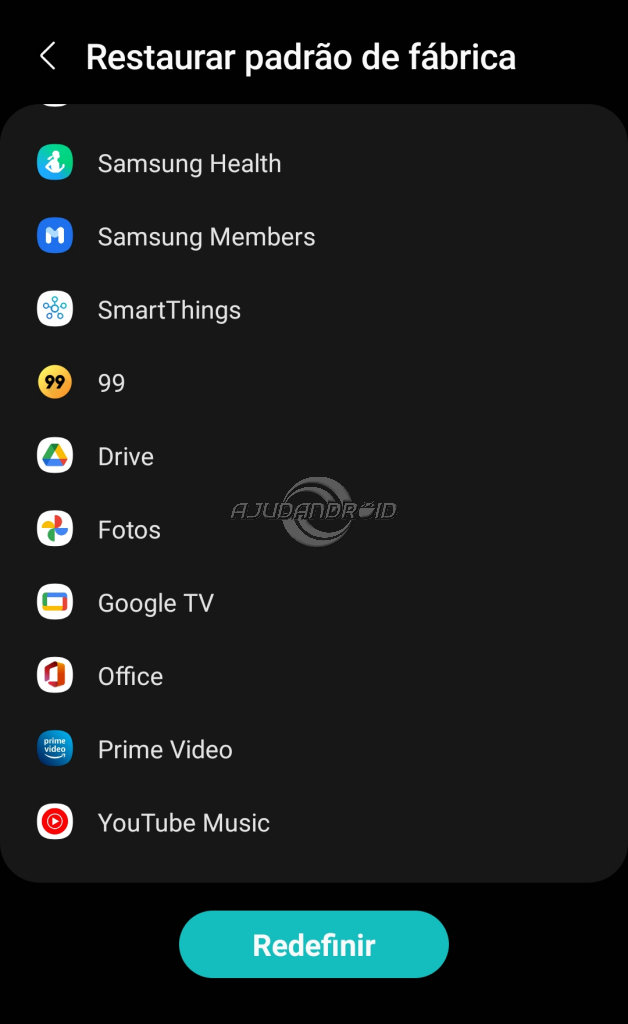 Restaurar padrão de fábrica
Samsung Health
Samsung Members
SmartThings
99
99
Drive
AJUDANDROID
Fotos
Google TV
Office
prime
video
Prime Video
YouTube Music
Redefinir